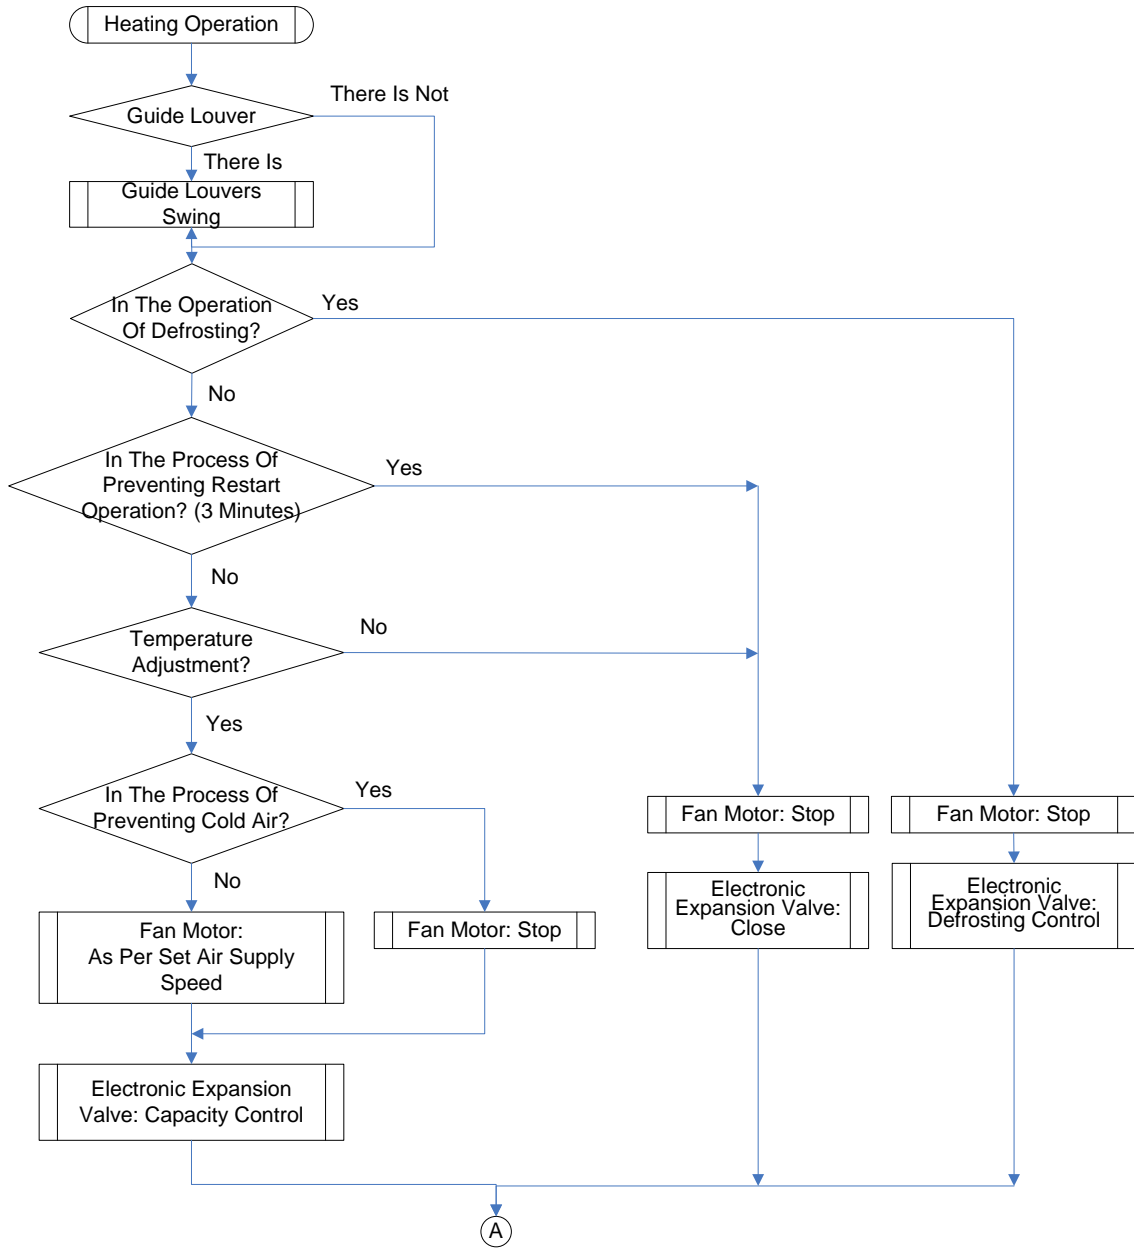 Heating Operation
There Is Not
Guide Louver
There Is
Guide Louvers
Swing
In The Operation
Of Defrosting?
Yes
No
In The Process Of
Preventing Restart
Operation? (3 Minutes)
Yes
No
Temperature
Adjustment?
No
Yes
In The Process Of
Preventing Cold Air?
Yes
No
Fan Motor: Stop
Fan Motor: Stop
Electronic
Expansion Valve:
Close
Electronic
Expansion Valve:
Defrosting Control
Fan Motor:
As Per Set Air Supply
Speed
Fan Motor: Stop
Electronic Expansion
Valve: Capacity Control
A